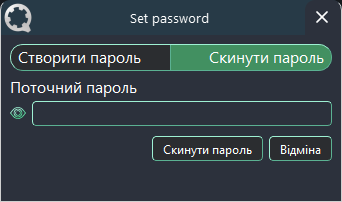 Set password
Створити пароль Скинути пароль
Поточний пароль
Скинути пароль Відміна